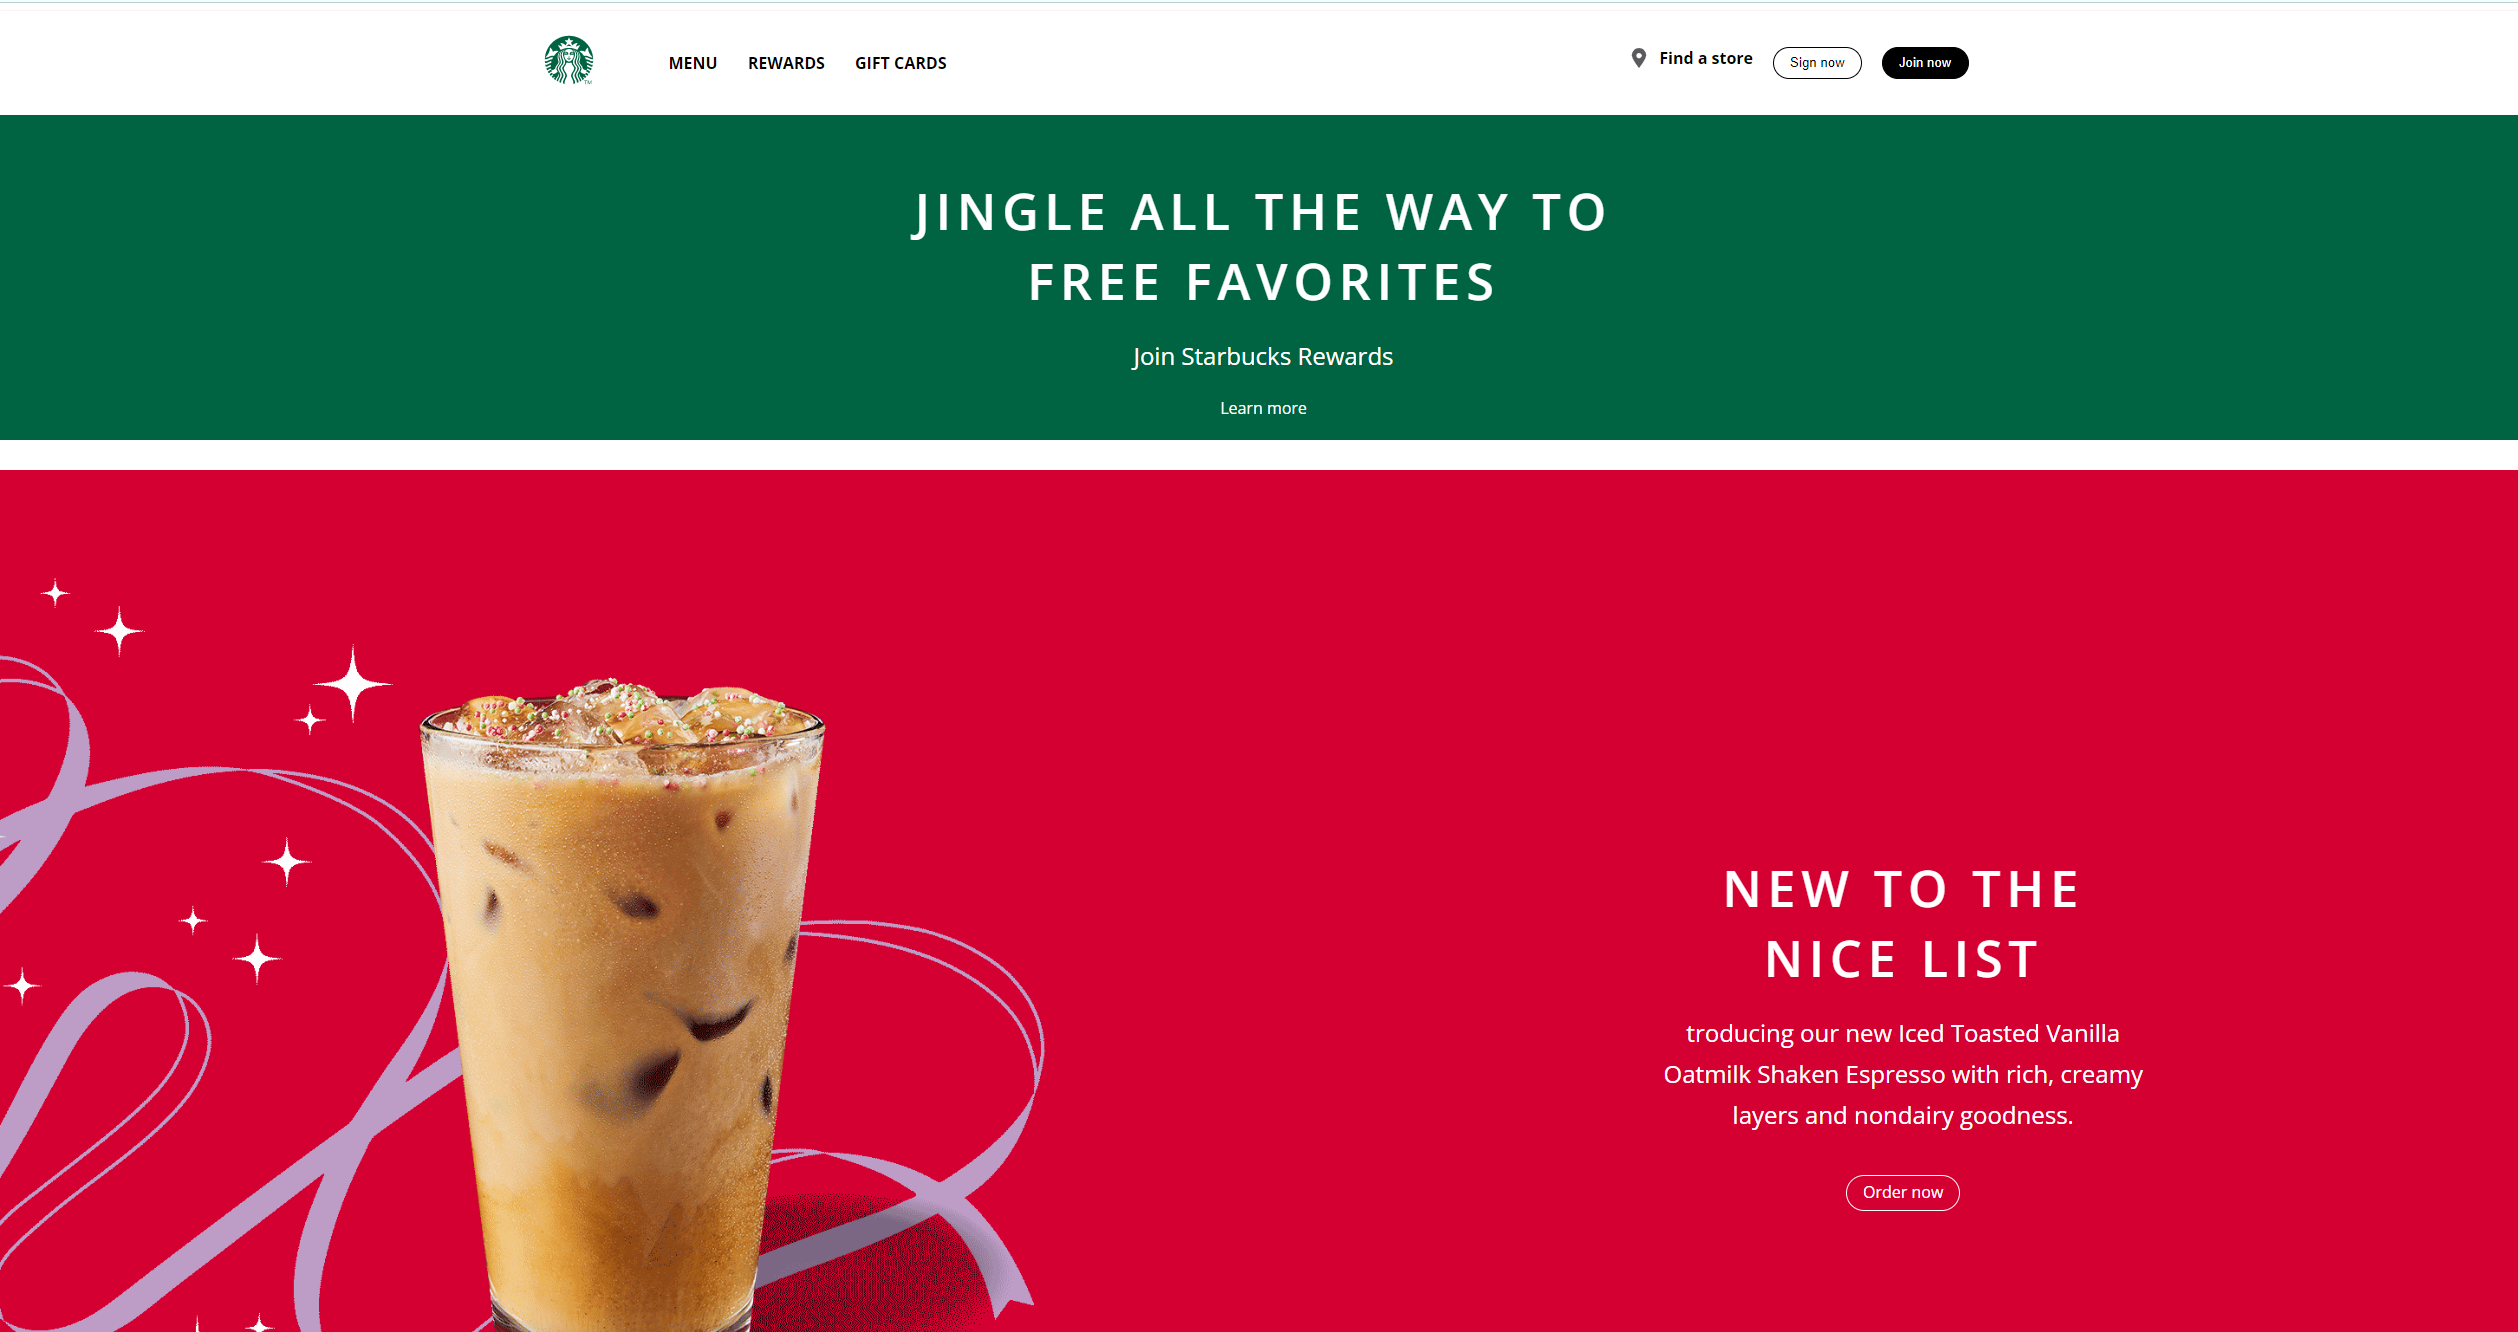 TM
MENU REWARDS GIFT CARDS Find a store Sign now Join now
JINGLE ALL THE WAY TO
FREE FAVORITES
Join Starbucks Rewards
Learn more
NEW TO THE
NICE LIST
troducing our new Iced Toasted Vanilla
Oatmilk Shaken Espresso with rich, creamy
layers and nondairy goodness.
Order now